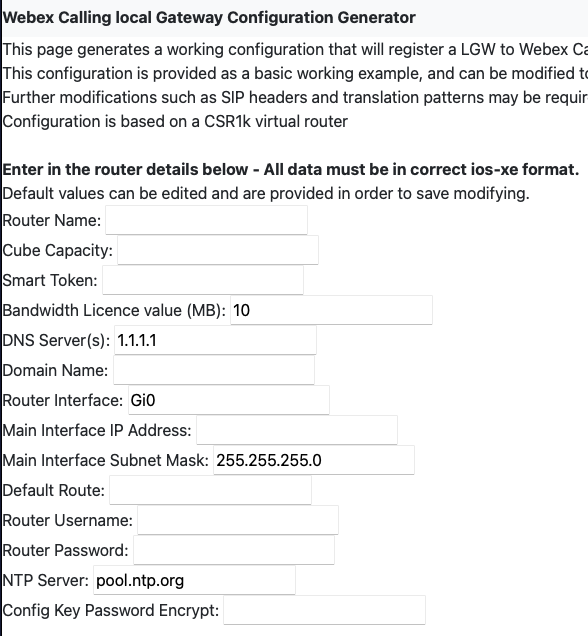 Webex Calling local Gateway Configuration Generator
This page generates a working configuration that will register a LGW to Webex
This configuration is provided as a basic working example, and can be modified
Further modifications such as SIP headers and translation patterns may be
Configuration is based on a CSR1k virtual router
Enter in the router details below - All data must be in correct ios-xe format.
Default values can be edited and are provided in order to save modifying.
Router Name:
Cube Capacity:
Smart Token:
Bandwidth Licence value (MB): 10
DNS Server(s): 1.1.1.1
Domain Name:
Router Interface: Gi0
Main Interface IP Address:
Main Interface Subnet Mask: 255.255.255.0
Default Route:
Router Username:
Router Password:
NTP Server: pool.ntp.org
Config Key Password Encrypt: